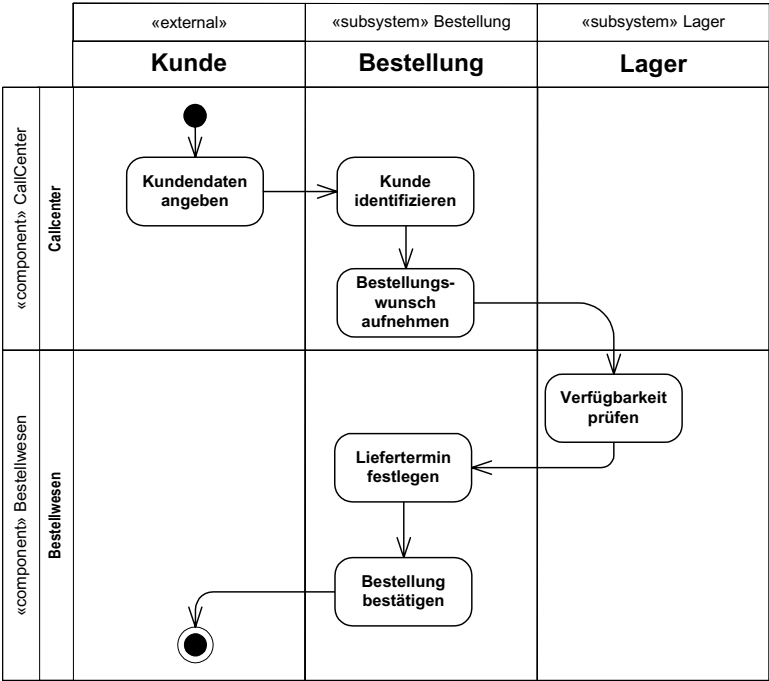 «external»
«subsystem» Bestellung
«subsystem» Lager
Kunde
Bestellung
Lager
«component» CallCenter
Callcenter
Kundendaten
angeben
Kunde
identifizieren
Bestellungs-
wunsch
aufnehmen
«component» Bestellwesen
Bestellwesen
Verfügbarkeit
prüfen
Liefertermin
festlegen
Bestellung
bestätigen